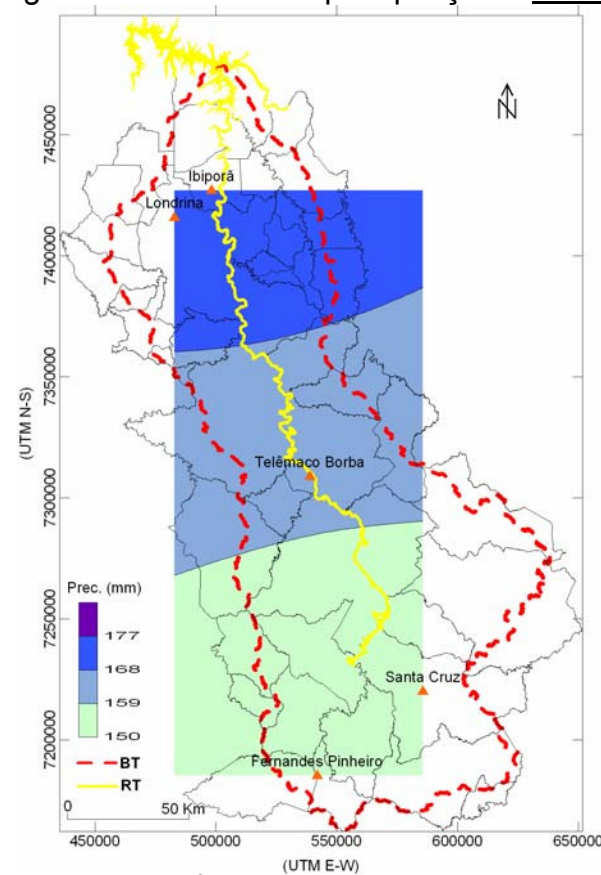 N
7450000
7400000
7350000
7300000
7250000
7200000
(UTM N-S)
Ibiporã
Londrina
Telêmaco Borba
Santa Cruz
Fernandes Pinheiro
Prec. (mm)
177
168
159
150
BT
RT
0 50 Km
450000 500000 550000 600000 650000
(UTM E-W)